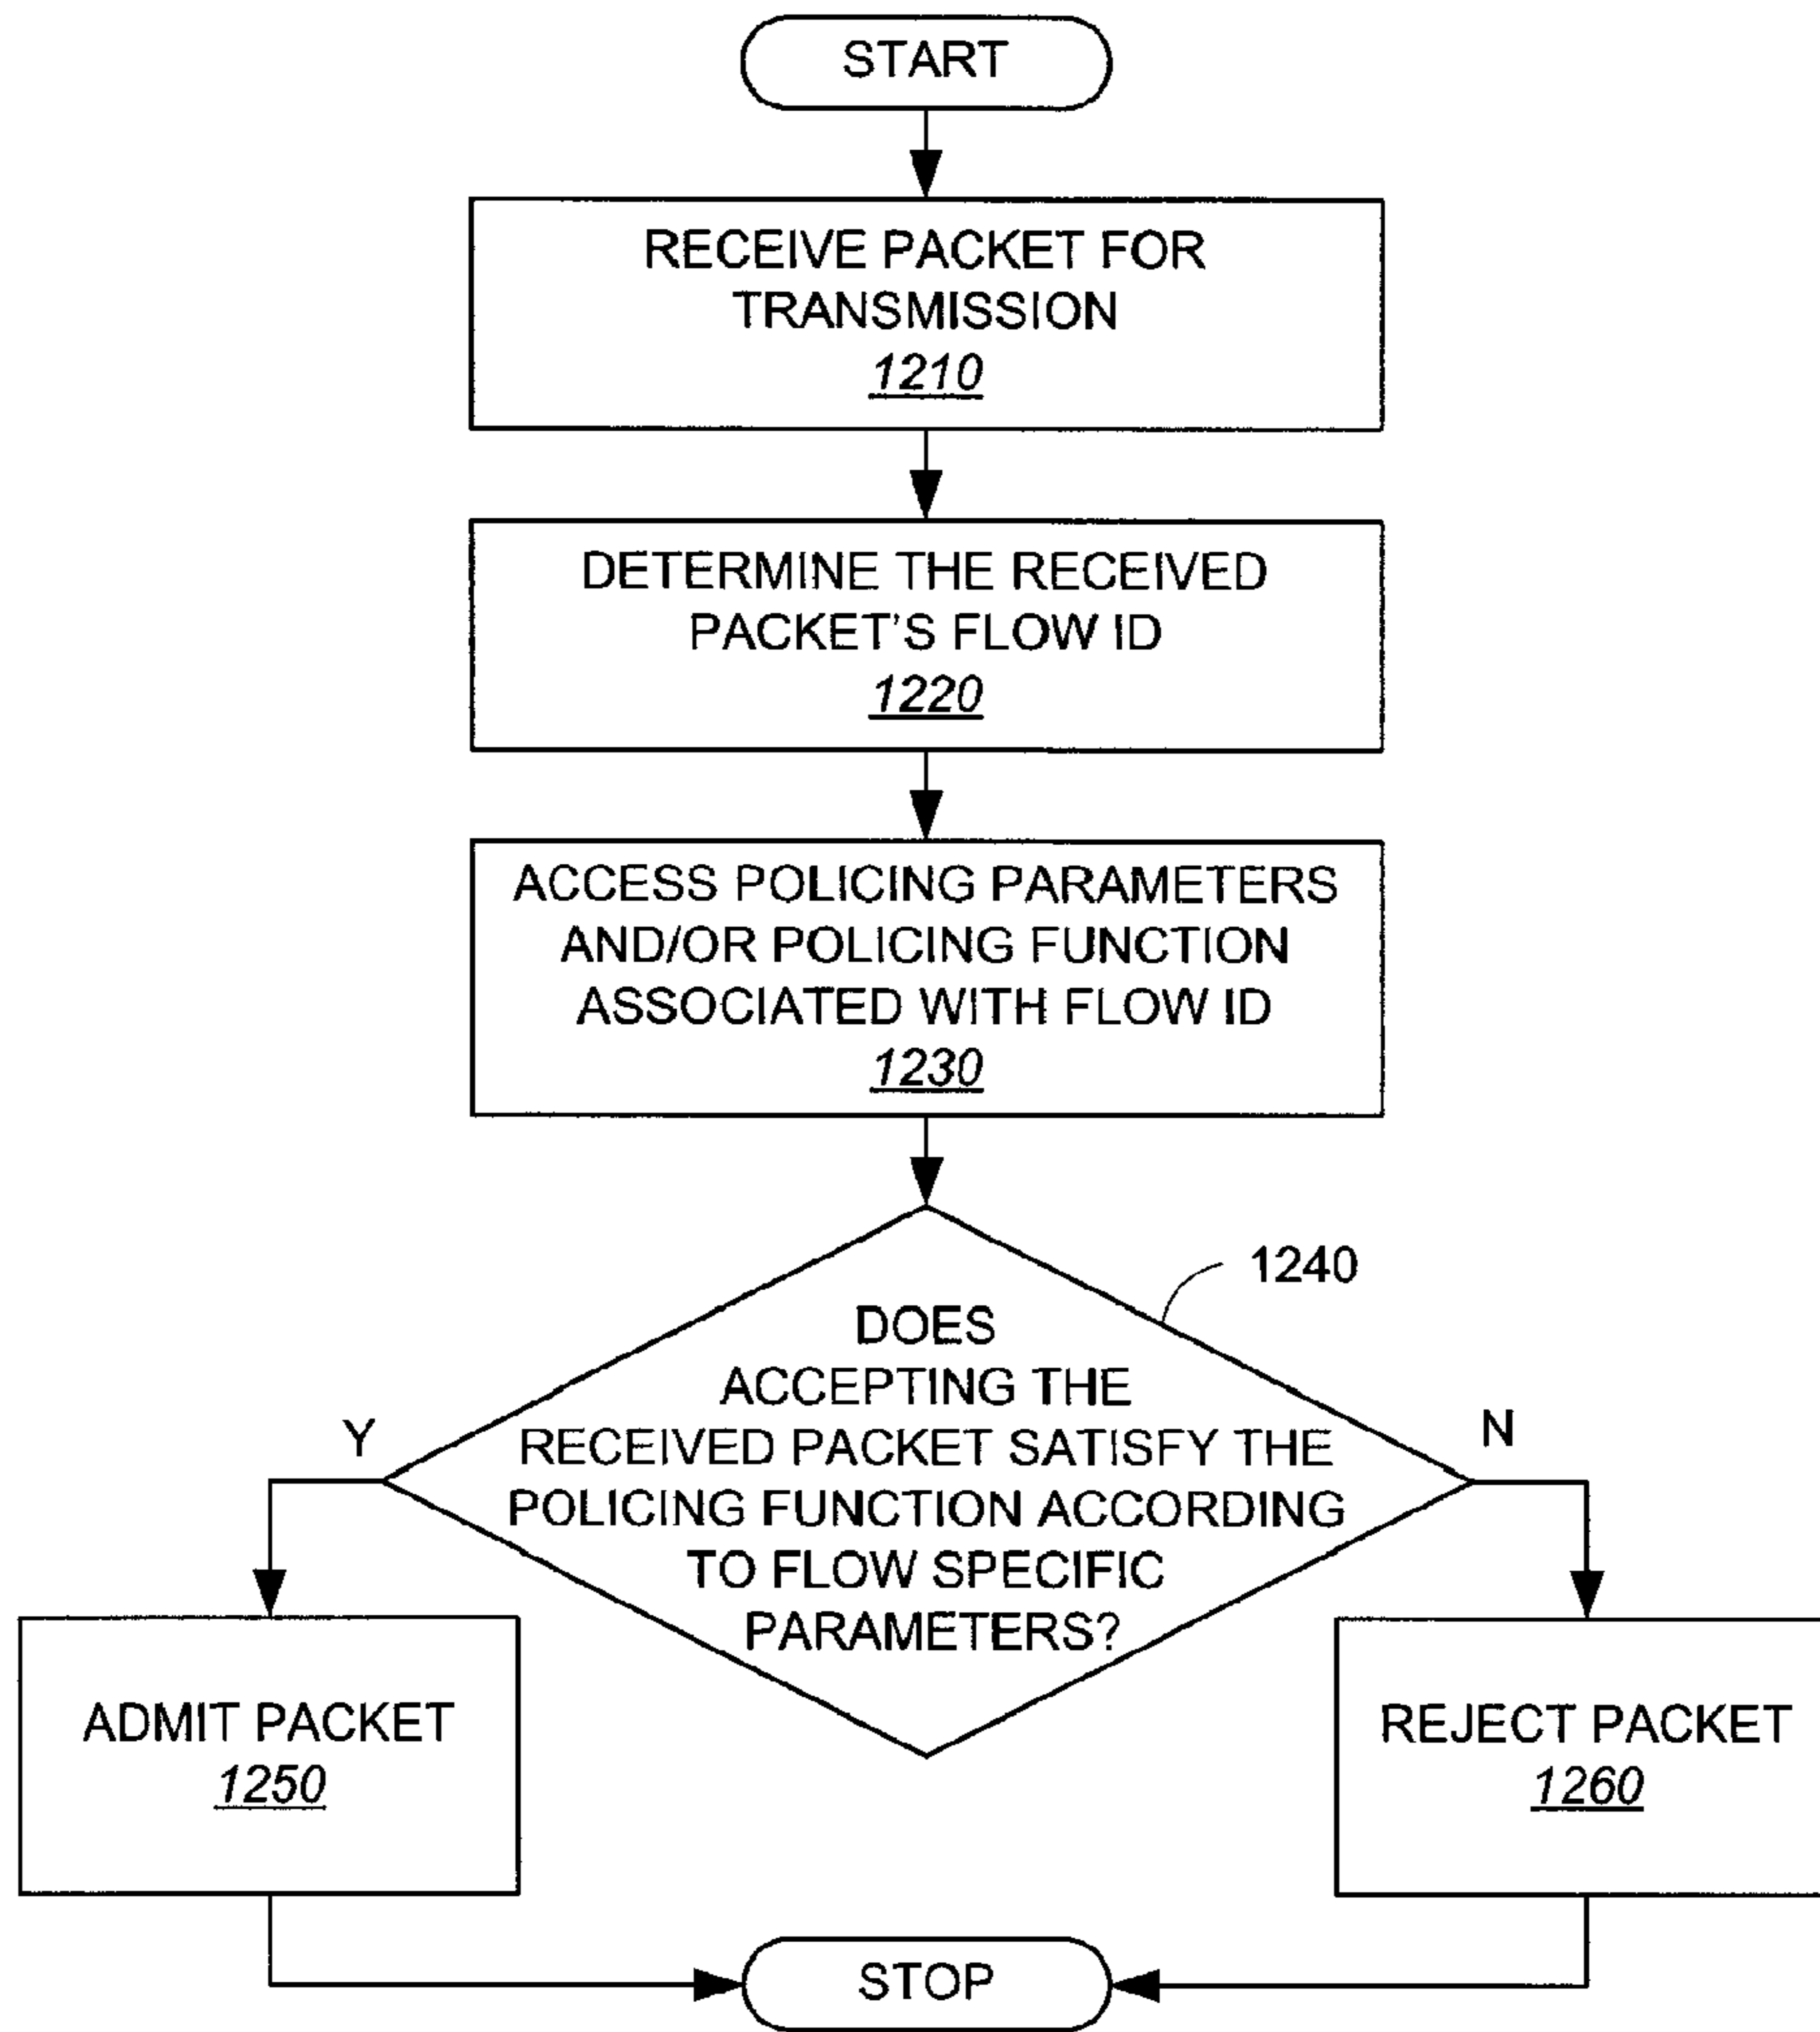 START
RECEIVE PACKET FOR
TRANSMISSION
1210
DETERMINE THE RECEIVED
PACKET'S FLOW ID
1220
ACCESS POLICING PARAMETERS
AND/OR POLICING FUNCTION
ASSOCIATED WITH FLOW ID
1230
1240
DOES
ACCEPTING THE
RECEIVED PACKET SATISFY THE
POLICING FUNCTION ACCORDING
TO FLOW SPECIFIC
PARAMETERS?
Y
N
ADMIT PACKET
1250
REJECT PACKET
1260
STOP